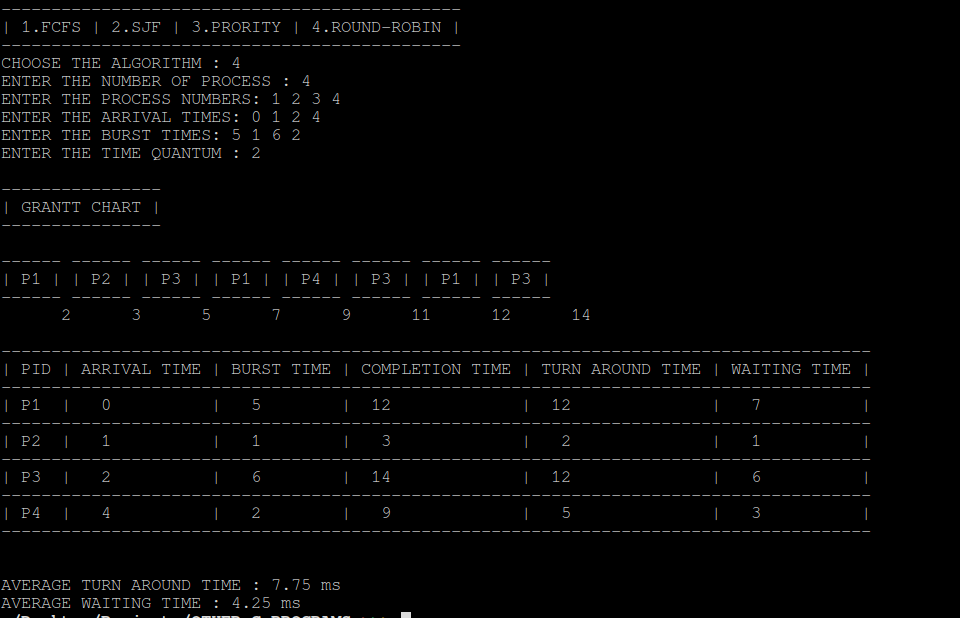 -----------------------------------------------
| 1.FCFS | 2.SJF | 3.PRORITY | 4.ROUND-ROBIN |
-----------------------------------------------
CHOOSE THE ALGORITHM : 4
ENTER THE NUMBER OF PROCESS : 4
ENTER THE PROCESS NUMBERS: 1 2 3 4
ENTER THE ARRIVAL TIMES: 0 1 2 4
ENTER THE BURST TIMES: 5 1 6 2
ENTER THE TIME QUANTUM : 2
----------------
| GRANTT CHART |
----------------
------ ------ ------ ------ ------ ------ ------ ------
| P1 | | P2 | | P3 | | P1 | | P4 | | P3 | | P1 | | P3 |
------ ------ ------ ------ ------ ------ ------ ------
2 3 5 7 9 11 12 14
---------------------------------------------------------------------------------------
| PID | ARRIVAL TIME | BURST TIME | COMPLETION TIME | TURN AROUND TIME | WAITING TIME |
---------------------------------------------------------------------------------------
| P1 | 0 | 5 | 12 | 12 | 7 |
---------------------------------------------------------------------------------------
| P2 | 1 | 1 | 3 | 2 | 1 |
---------------------------------------------------------------------------------------
| P3 | 2 | 6 | 14 | 12 | 6 |
---------------------------------------------------------------------------------------
| P4 | 4 | 2 | 9 | 5 | 3 |
---------------------------------------------------------------------------------------
AVERAGE TURN AROUND TIME : 7.75 ms
AVERAGE WAITING TIME : 4.25 ms